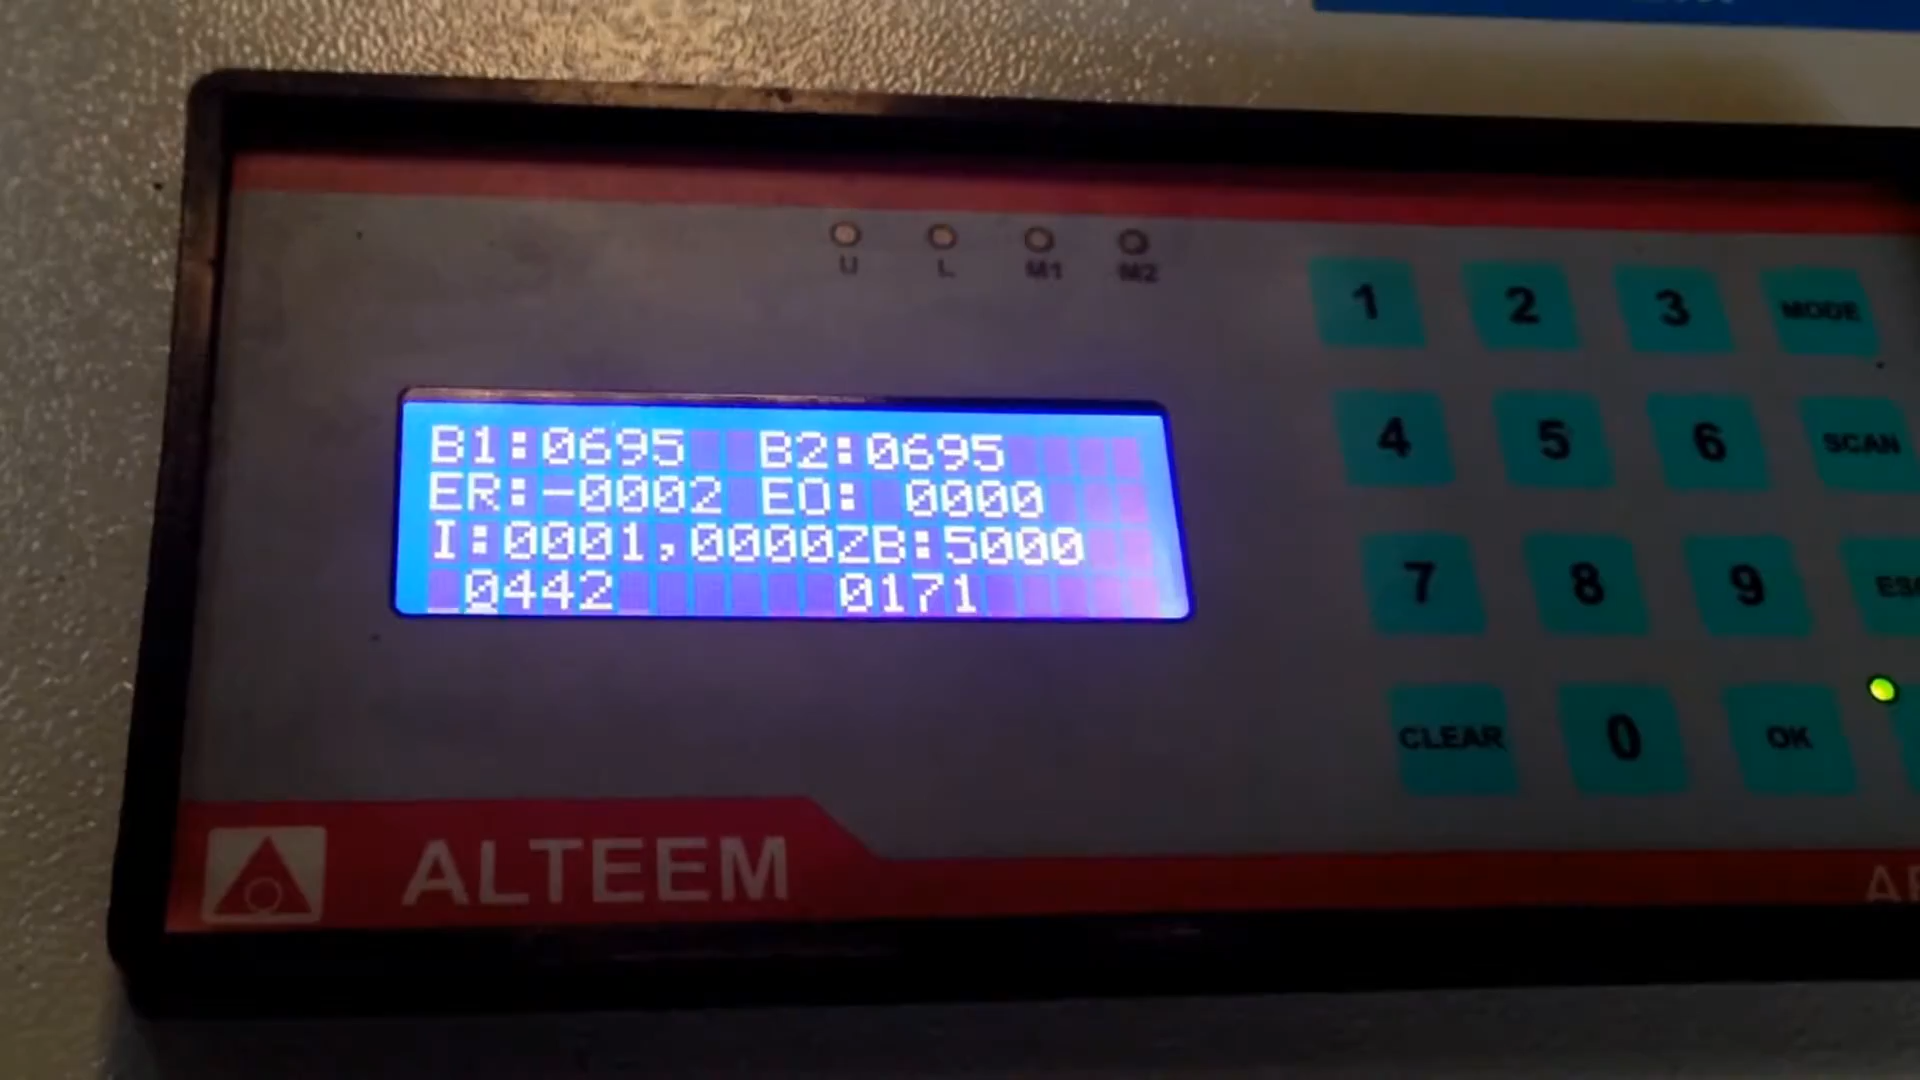 U L M1 M2
B1:0695 B2:0695
ER:-0002 EO: 0000
I:0001,0000ZB:5000
0442 0171
1 2 3 MODE
4 5 6 SCAN
7 8 9
CLEAR 0 OK
ALTEEM